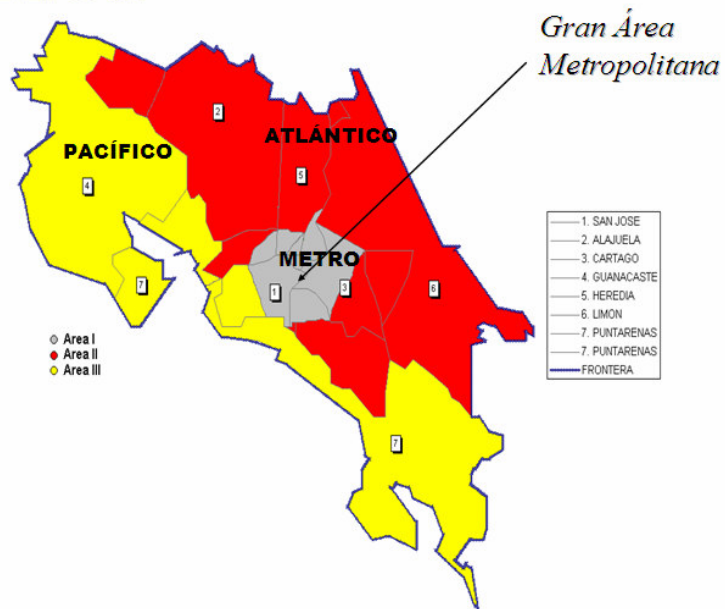 Gran Área
Metropolitana
2
ATLÁNTICO
PACÍFICO
5
4
METRO
7
1
3
6
7
Area I
Area II
Area III
1. SAN JOSE
2. ALAJUELA
3. CARTAGO
4. GUANACASTE
5. HEREDIA
6. LIMON
7. PUNTARENAS
7. PUNTARENAS
FRONTERA